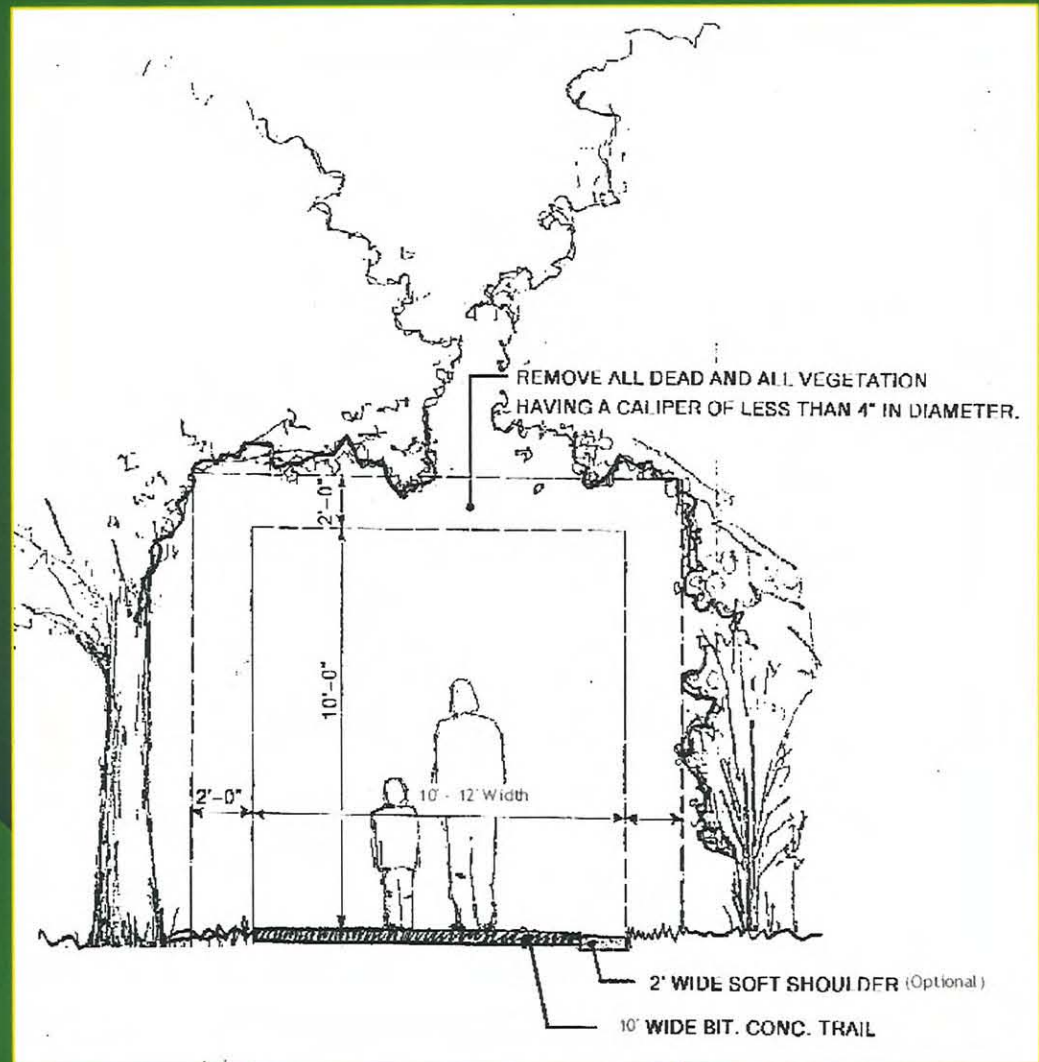 REMOVE ALL DEAD AND ALL VEGETATION
HAVING A CALIPER OF LESS THAN 4" IN DIAMETER.
2'-0"
10'-0"
2'-0"
10' - 12' Width
2' WIDE SOFT SHOULDER (Optional)
10' WIDE BIT. CONC. TRAIL